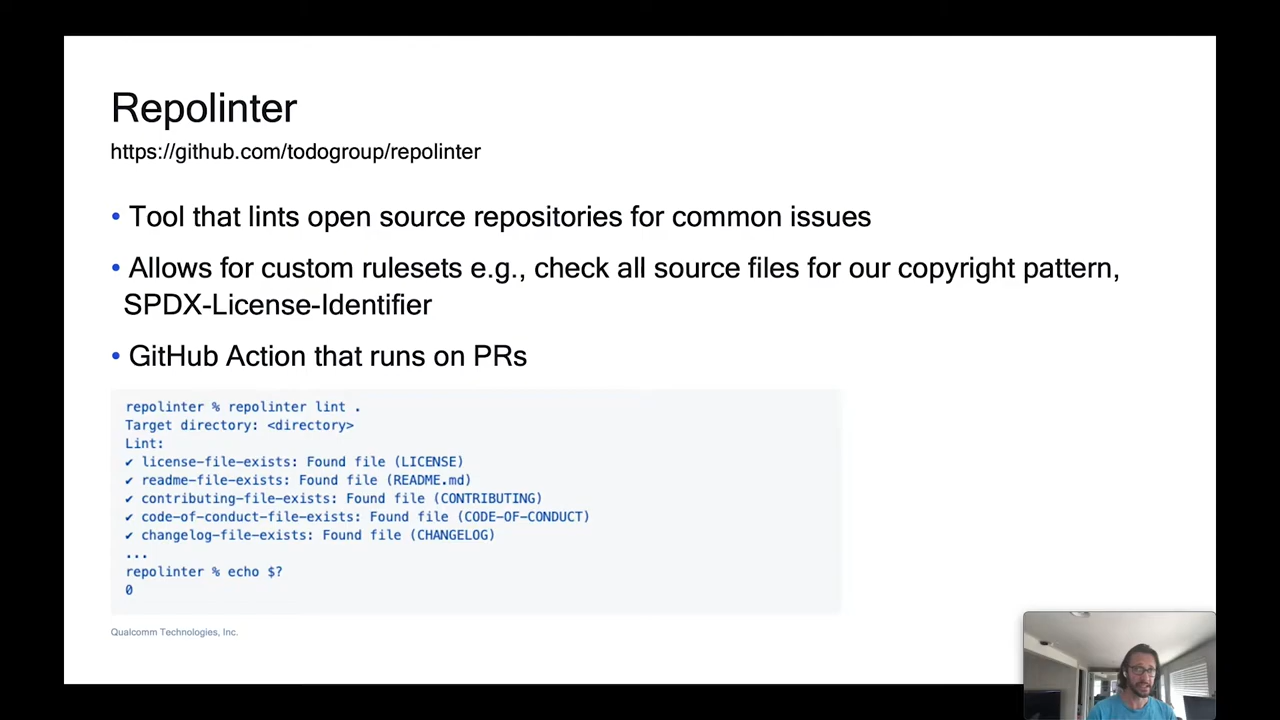 Repolinter
https://github.com/todogroup/repolinter
• Tool that lints open source repositories for common issues
• Allows for custom rulesets e.g., check all source files for our copyright pattern,
SPDX-License-Identifier
• GitHub Action that runs on PRs
repolinter % repolinter lint .
Target directory: <directory>
Lint:
✔ license-file-exists: Found file (LICENSE)
✔ readme-file-exists: Found file (README.md)
✔ contributing-file-exists: Found file (CONTRIBUTING)
✔ code-of-conduct-file-exists: Found file (CODE-OF-CONDUCT)
✔ changelog-file-exists: Found file (CHANGELOG)
...
repolinter % echo $?
0
Qualcomm Technologies, Inc.